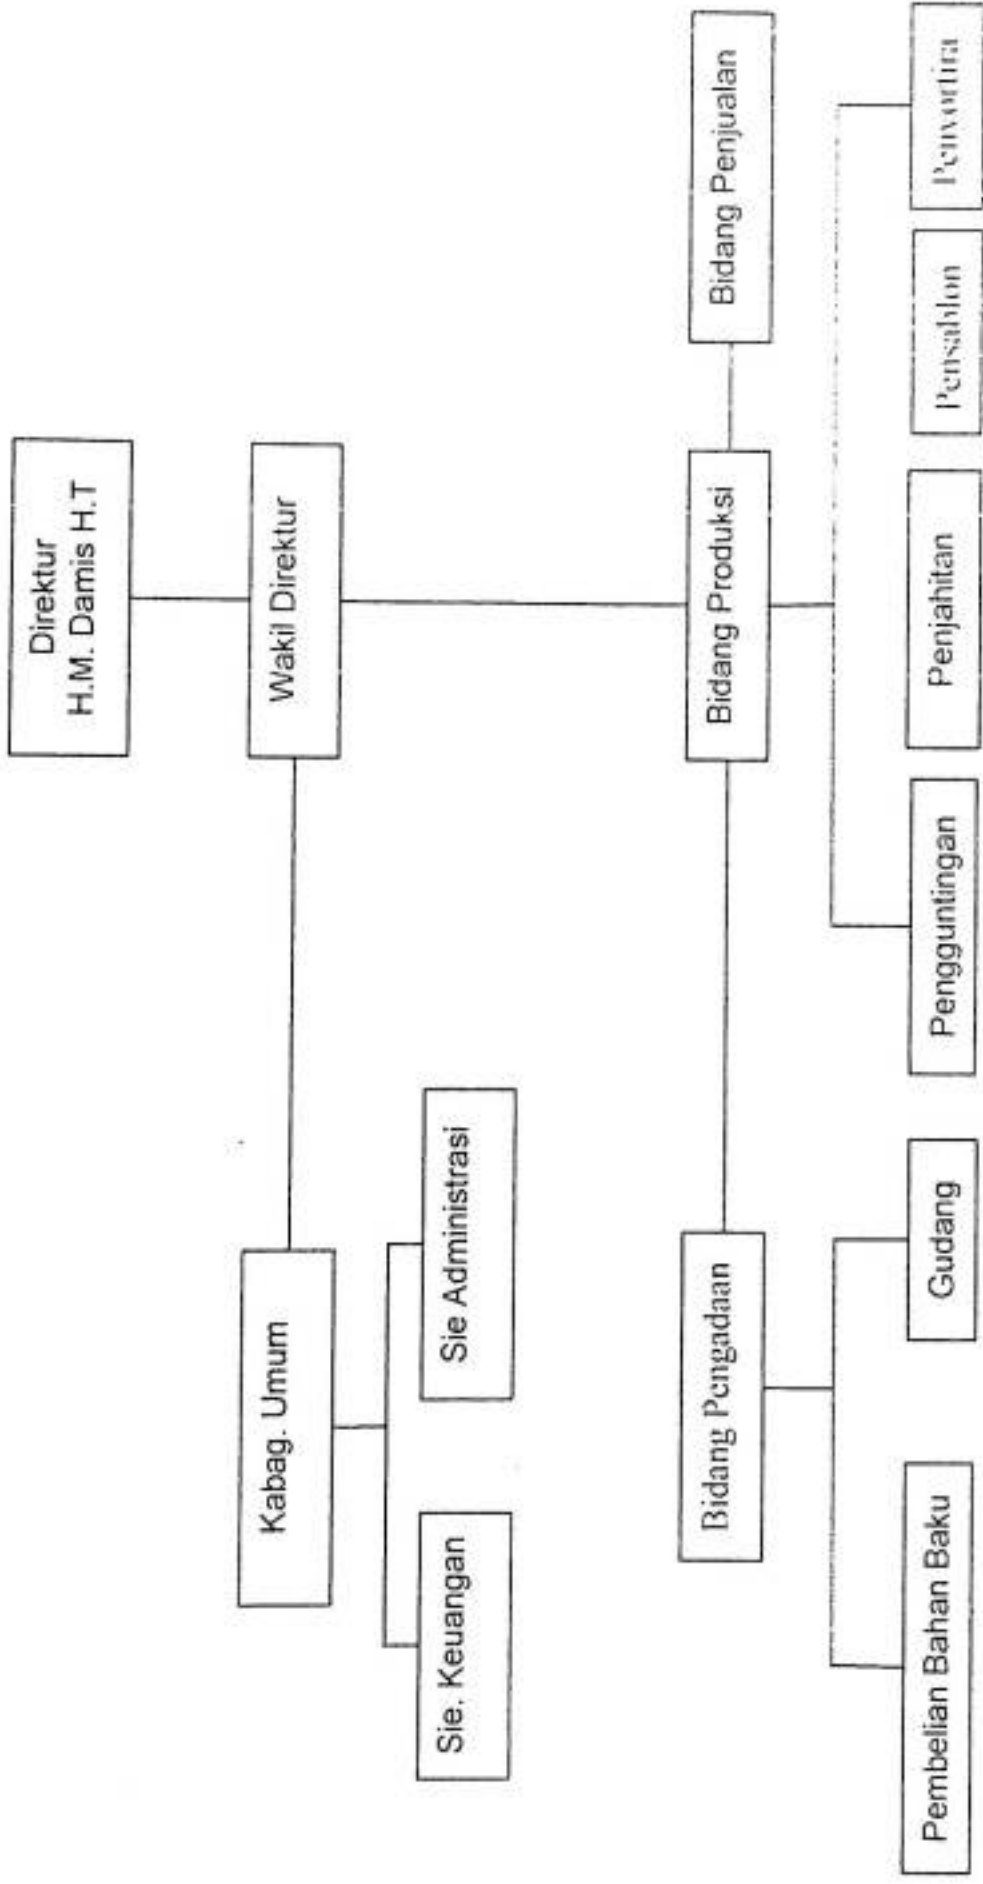 Direktur
H.M. Damis H.T
Wakil Direktur
Kabag. Umum
Sie. Keuangan
Sie Administrasi
Bidang Pengadaan
Bidang Produksi
Bidang Penjualan
Pembelian Bahan Baku
Gudang
Pengguntingan
Penjahitan
Pensablon